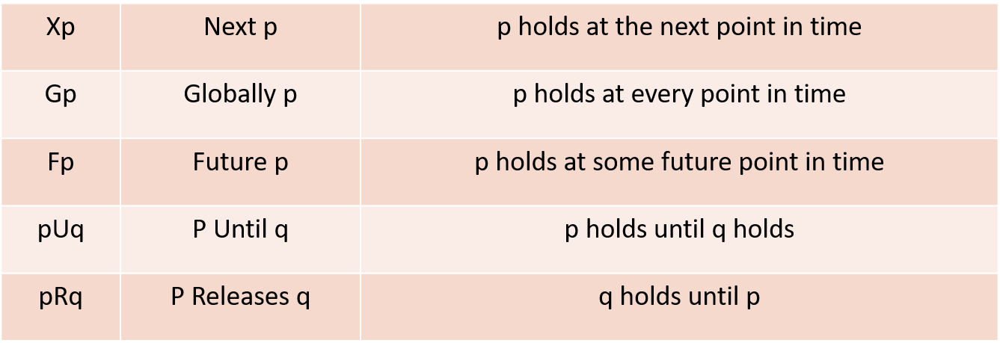 Xp Next p p holds at the next point in time
Gp Globally p p holds at every point in time
Fp Future p p holds at some future point in time
pUq P Until q p holds until q holds
pRq P Releases q q holds until p